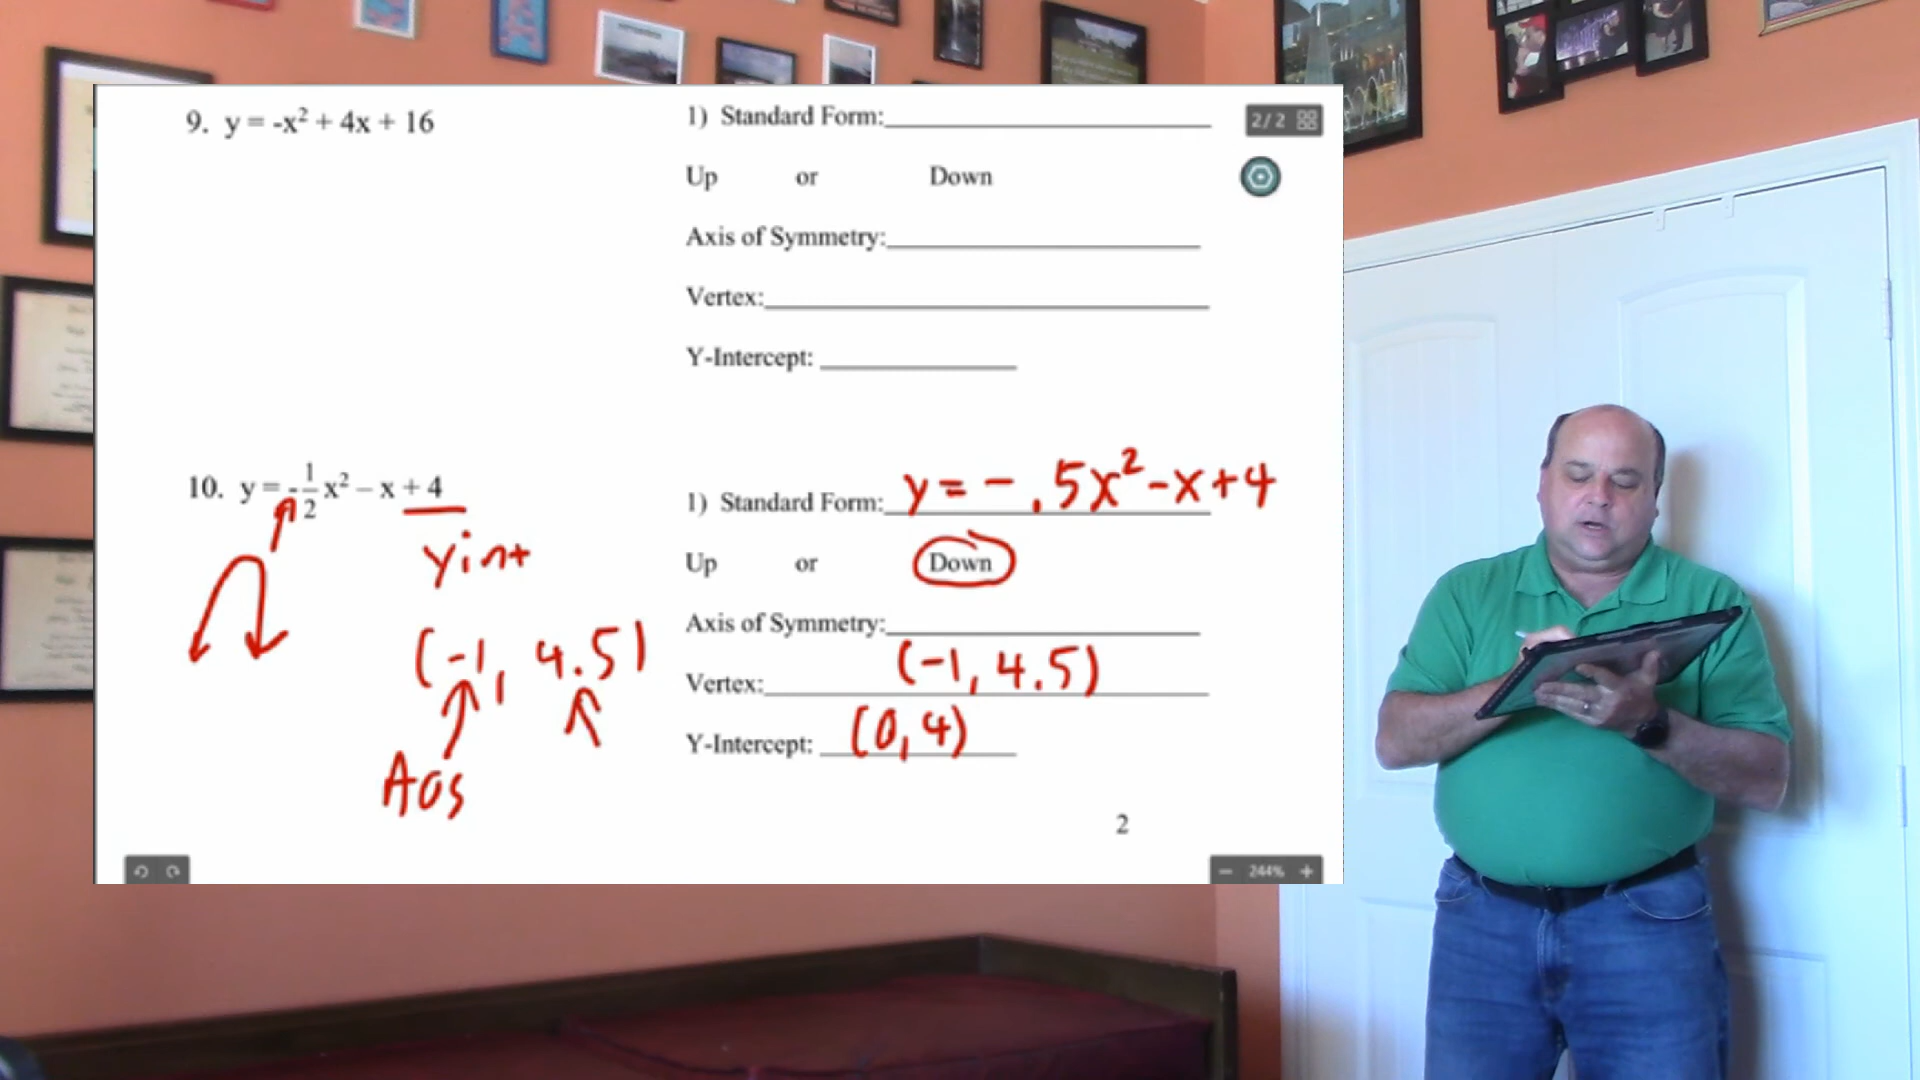 9. y = -x² + 4x + 16
1) Standard Form:
2/2
Up or Down
Axis of Symmetry:
Vertex:
Y-Intercept:
10. y = -1/2x² – x + 4
1) Standard Form: y = -.5x²-x+4
yint
Up or Down
Axis of Symmetry:
(-1, 4.5)
Vertex: (-1, 4.5)
Y-Intercept: (0, 4)
AOS
2
244%